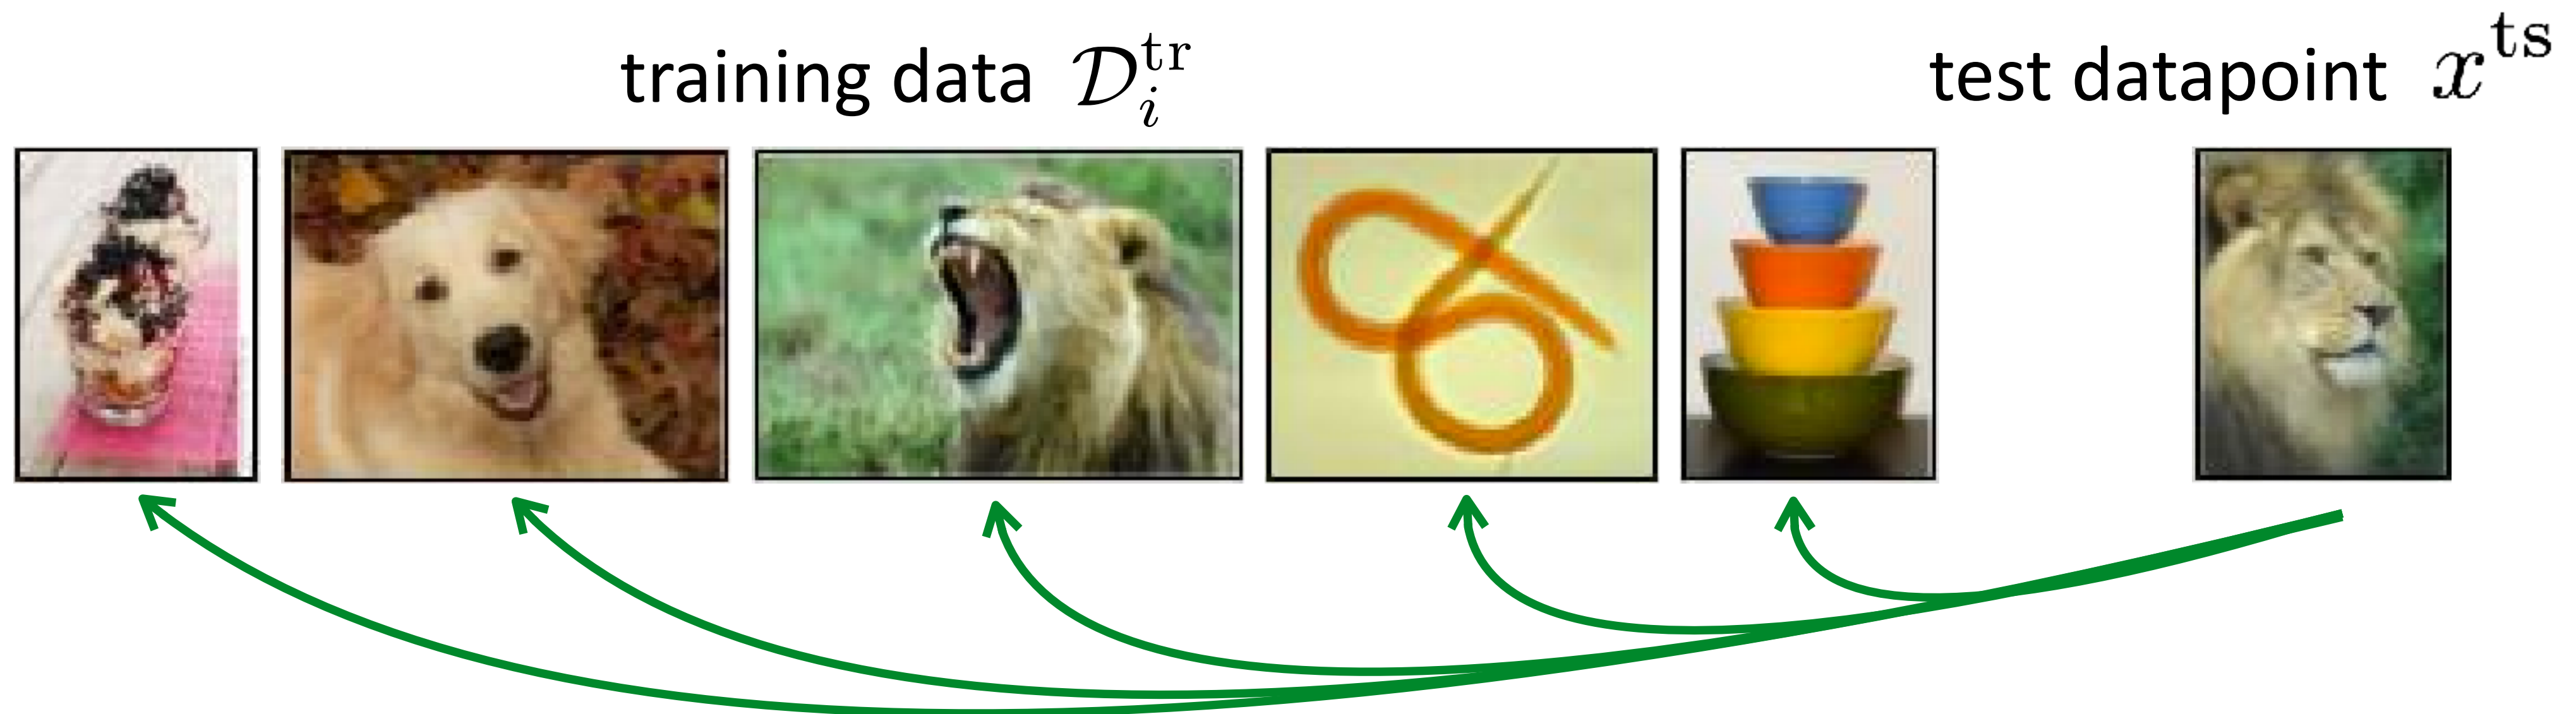 training data $\mathcal{D}_i^{\text{tr}}$
test datapoint $x^{\text{ts}}$